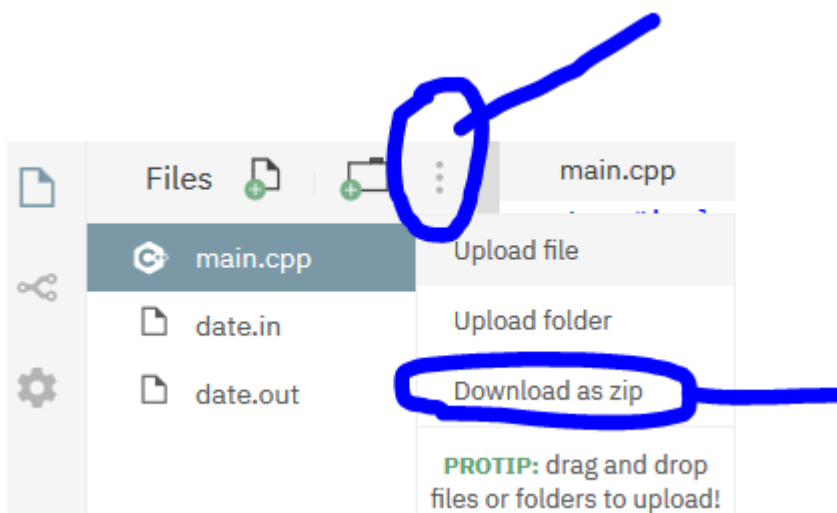 Files
main.cpp
main.cpp
Upload file
date.in
Upload folder
date.out
Download as zip
PROTIP: drag and drop
files or folders to upload!